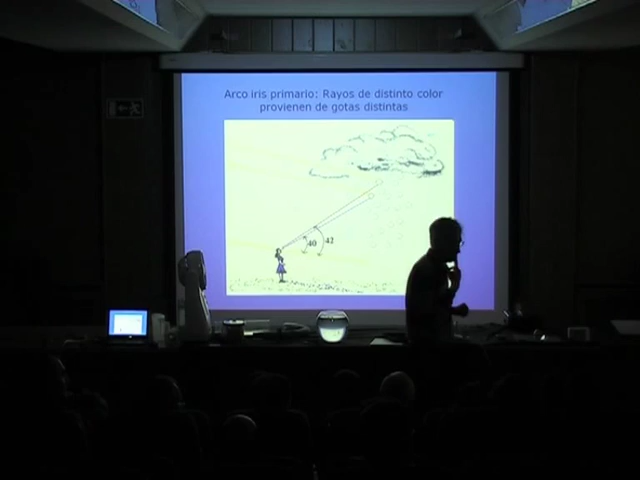 Arco iris primario: Rayos de distinto color
provienen de gotas distintas
40 42